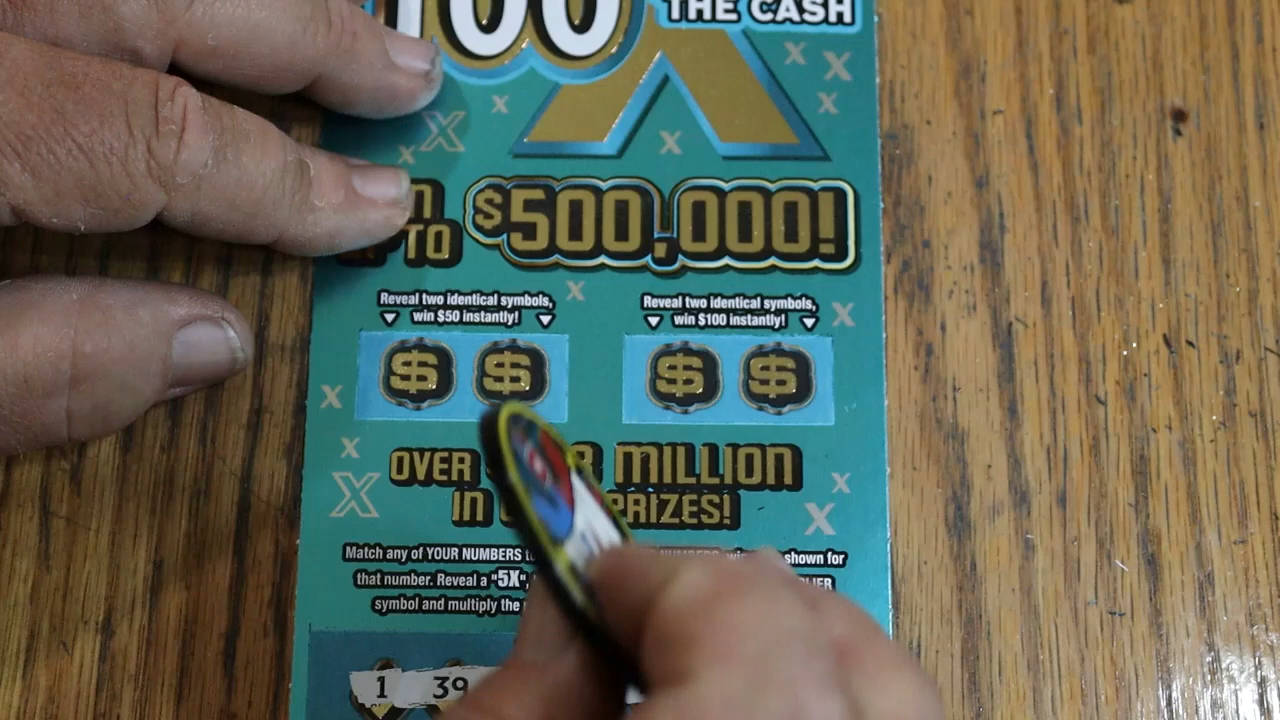 100 THE CASH
X
TO $500,000!
Reveal two identical symbols, win $50 instantly!
Reveal two identical symbols, win $100 instantly!
$ $ $ $
OVER MILLION
IN PRIZES!
Match any of YOUR NUMBERS shown for
that number. Reveal a "5X",
symbol and multiply the
1 39